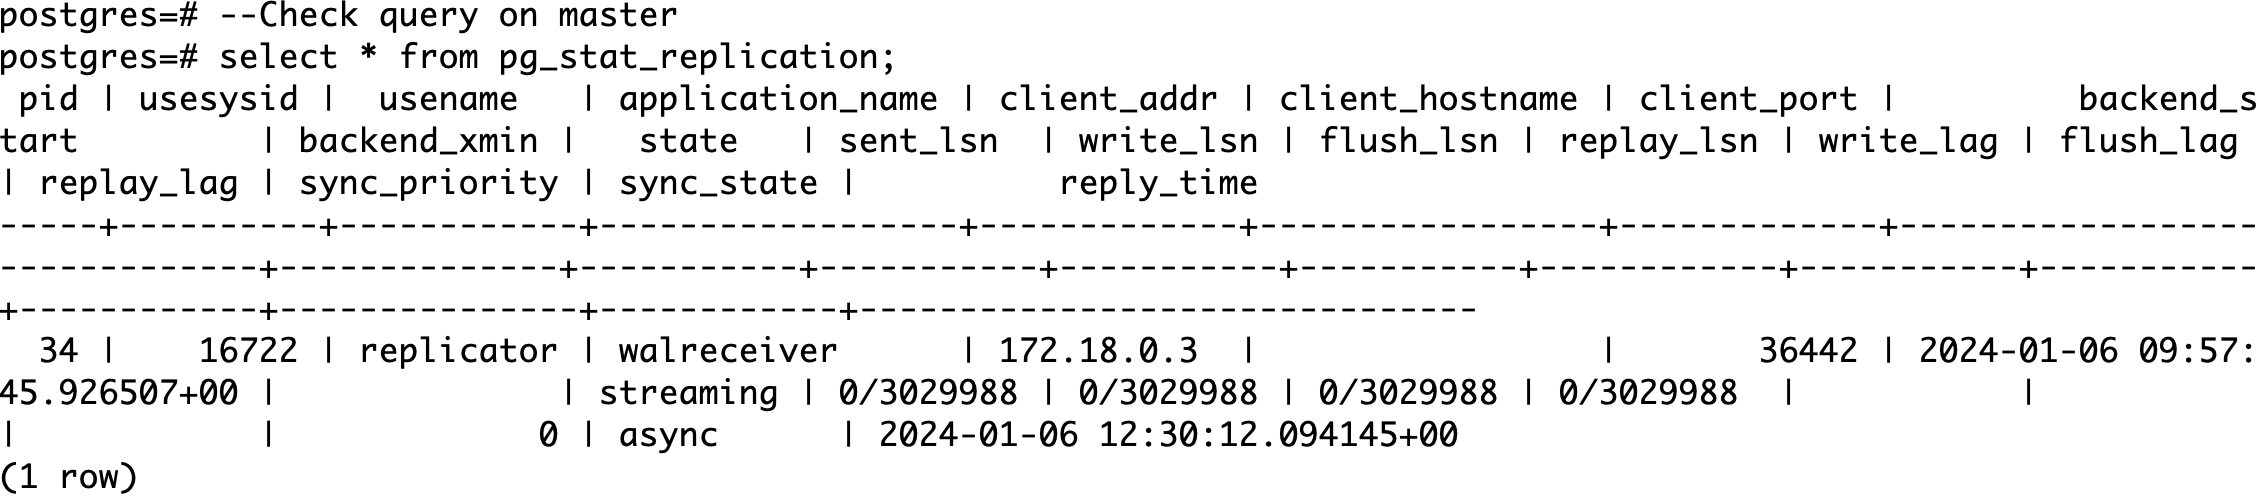 postgres=# --Check query on master
postgres=# select * from pg_stat_replication;
 pid | usesysid |  usename   | application_name | client_addr | client_hostname | client_port |         backend_s
tart         | backend_xmin |   state   | sent_lsn  | write_lsn | flush_lsn | replay_lsn | write_lag | flush_lag 
| replay_lag | sync_priority | sync_state |          reply_time
-----+----------+------------+------------------+-------------+-----------------+-------------+------------------
-------------+--------------+-----------+-----------+-----------+-----------+------------+-----------+-----------
+------------+---------------+------------+-------------------------------
  34 |    16722 | replicator | walreceiver      | 172.18.0.3  |                 |       36442 | 2024-01-06 09:57:
45.926507+00 |              | streaming | 0/3029988 | 0/3029988 | 0/3029988 | 0/3029988  |           |
|            |             0 | async      | 2024-01-06 12:30:12.094145+00
(1 row)